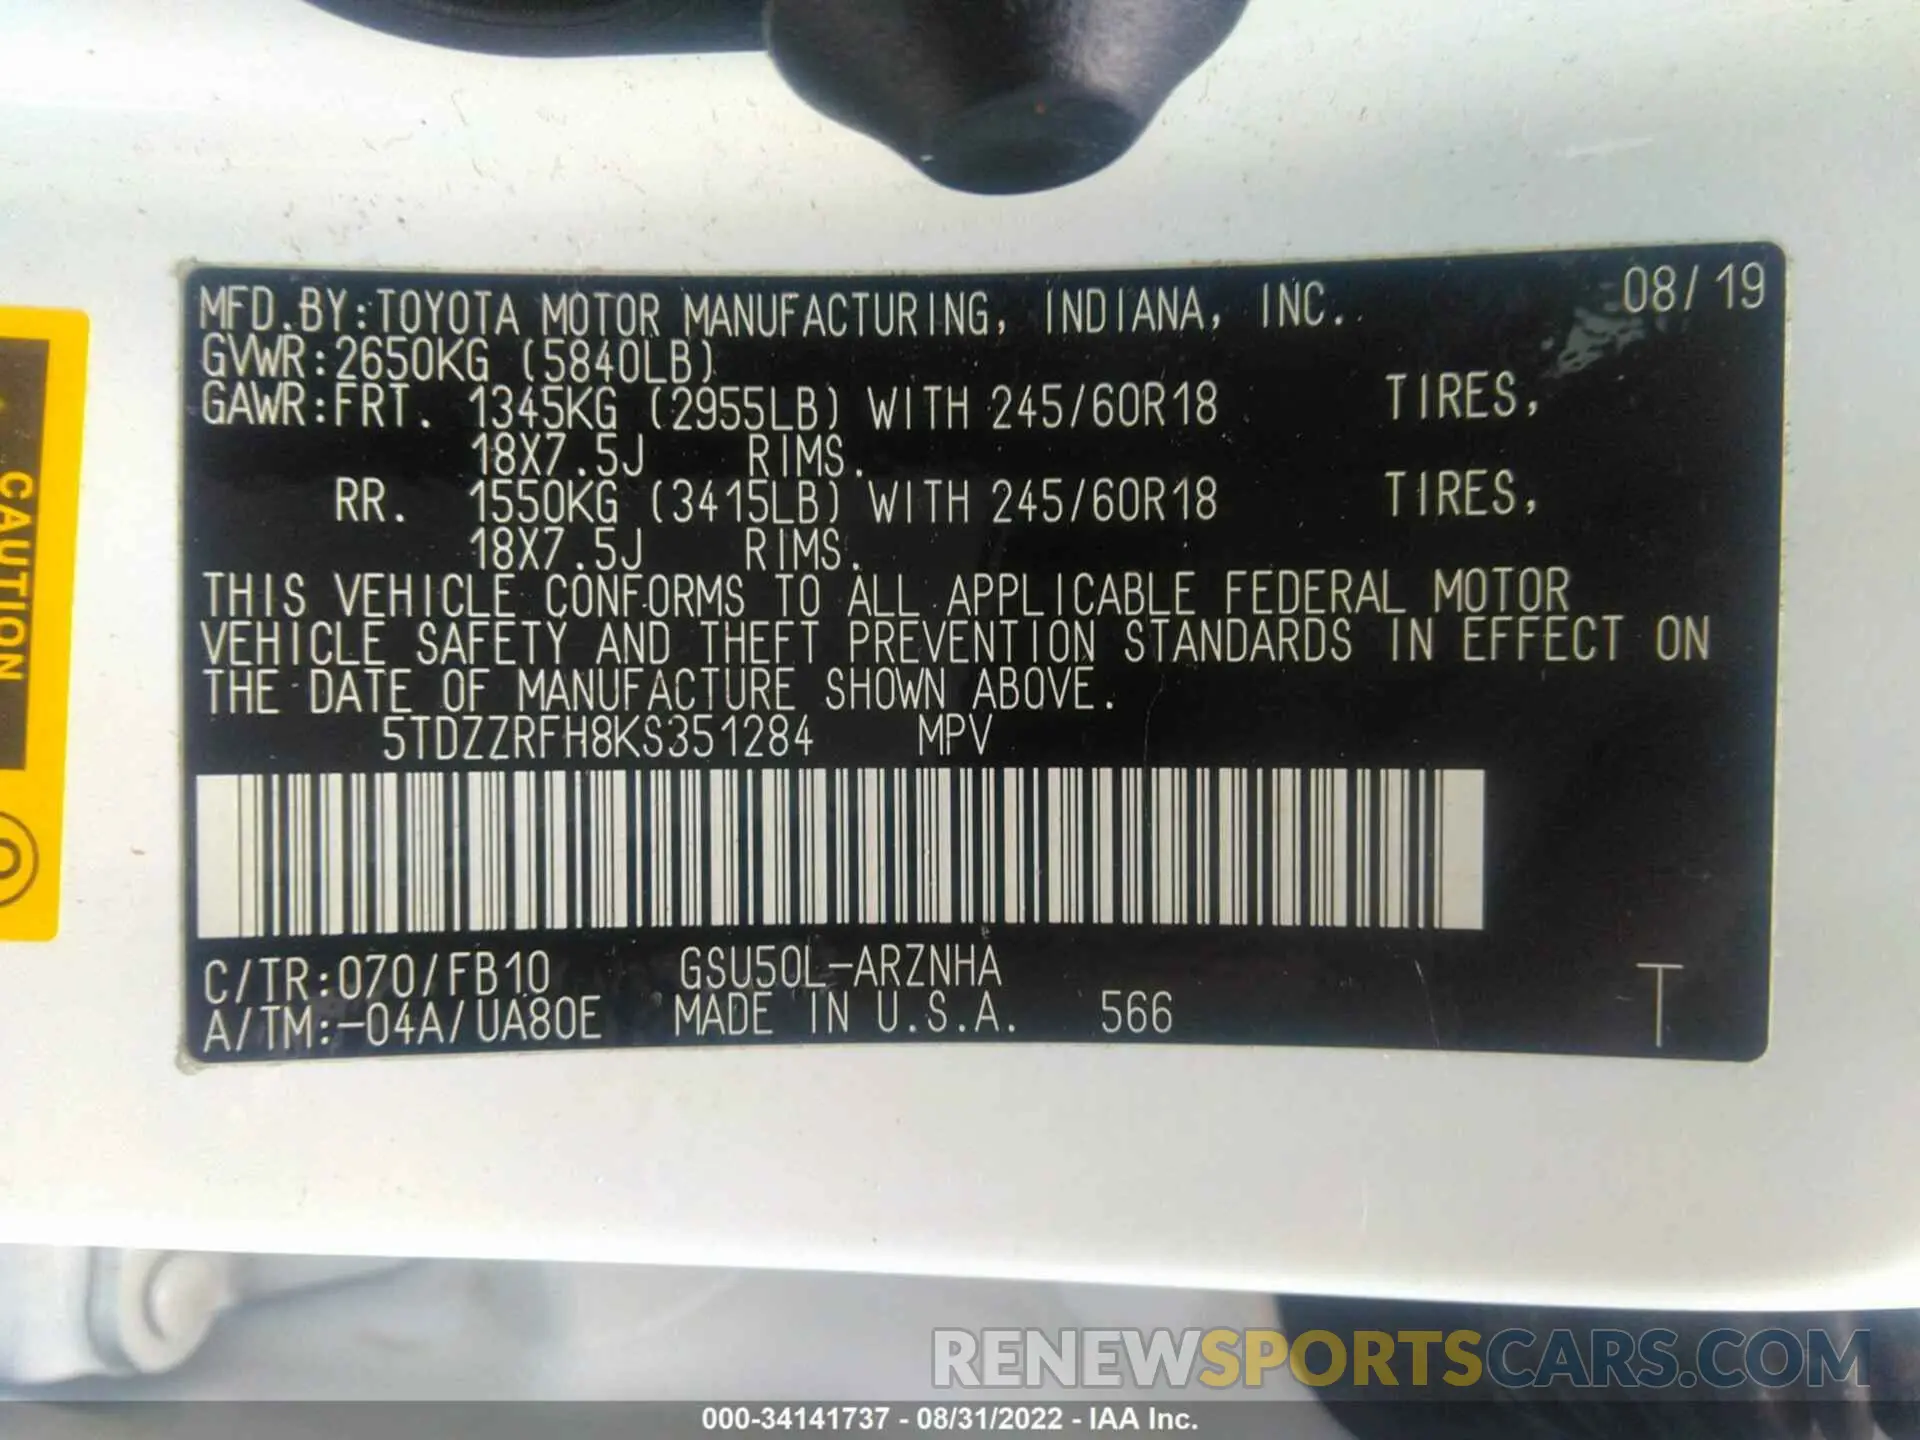 MFD.BY:TOYOTA MOTOR MANUFACTURING, INDIANA, INC. 08/19
GVWR:2650KG (5840LB)
GAWR:FRT. 1345KG (2955LB) WITH 245/60R18 TIRES,
18X7.5J RIMS.
RR. 1550KG (3415LB) WITH 245/60R18 TIRES,
18X7.5J RIMS.
THIS VEHICLE CONFORMS TO ALL APPLICABLE FEDERAL MOTOR
VEHICLE SAFETY AND THEFT PREVENTION STANDARDS IN EFFECT ON
THE DATE OF MANUFACTURE SHOWN ABOVE.
5TDZZRFH8KS351284 MPV
C/TR:070/FB10 GSU50L-ARZNHA
A/TM:-04A/UA80E MADE IN U.S.A. 566 T
CAUTION
RENEWSPORTSCARS.COM
000-34141737 - 08/31/2022 - IAA Inc.